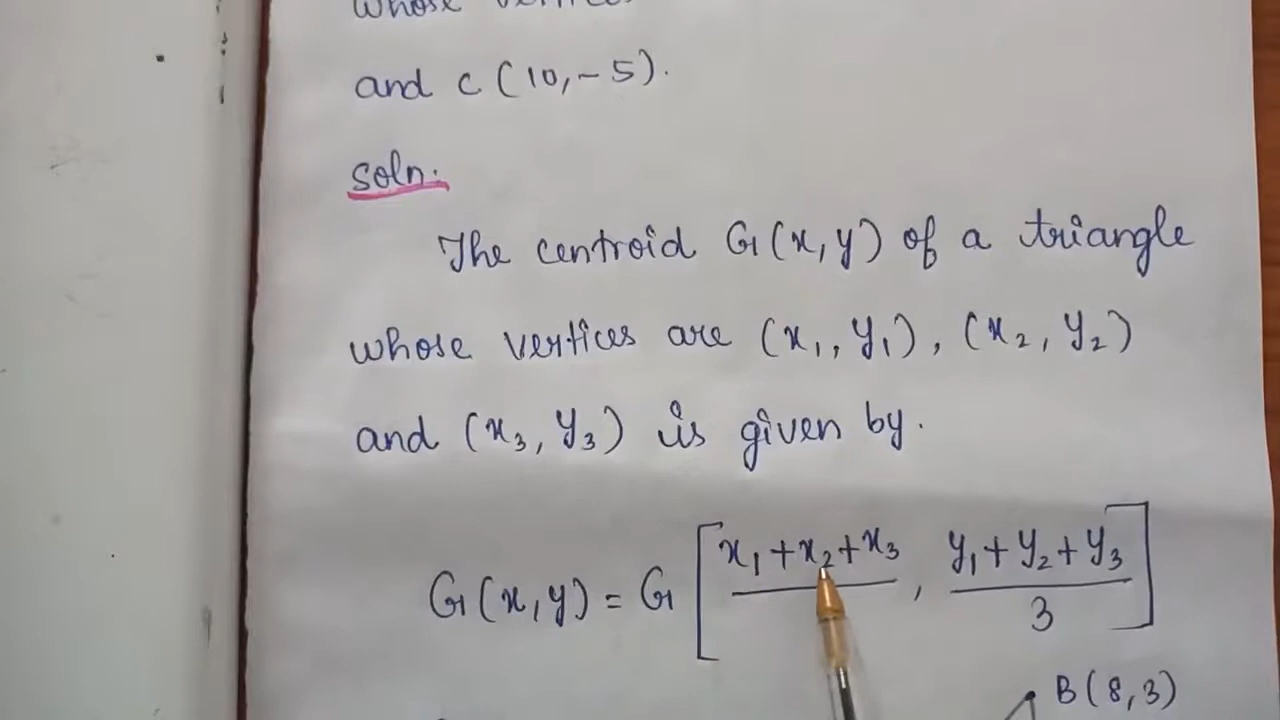 whose
and C (10, -5).
soln.
The centroid G(x, y) of a triangle
whose vertices are (x₁, y₁), (x₂, y₂)
and (x₃, y₃) is given by.
G(x, y) = G [ x₁ + x₂ + x₃ / , y₁ + y₂ + y₃ / 3 ]
B (8, 3)